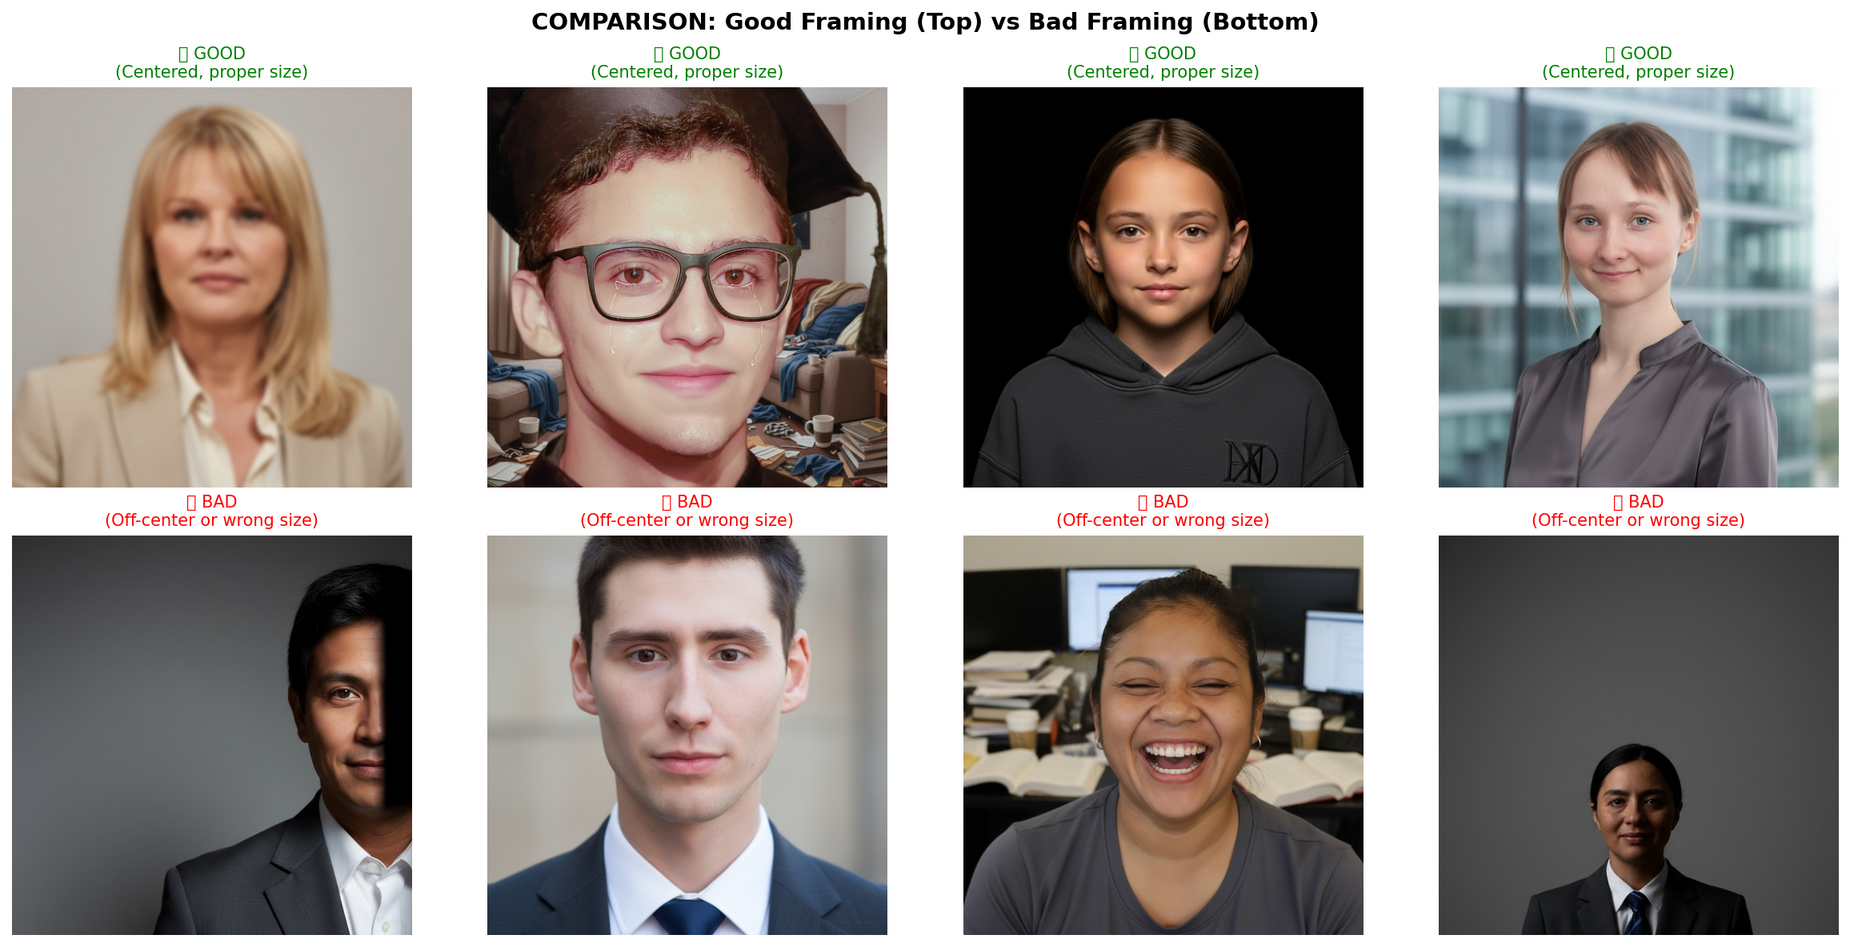 COMPARISON: Good Framing (Top) vs Bad Framing (Bottom)
▯ GOOD
(Centered, proper size)
▯ GOOD
(Centered, proper size)
▯ GOOD
(Centered, proper size)
▯ GOOD
(Centered, proper size)
▯ BAD
(Off-center or wrong size)
▯ BAD
(Off-center or wrong size)
▯ BAD
(Off-center or wrong size)
▯ BAD
(Off-center or wrong size)